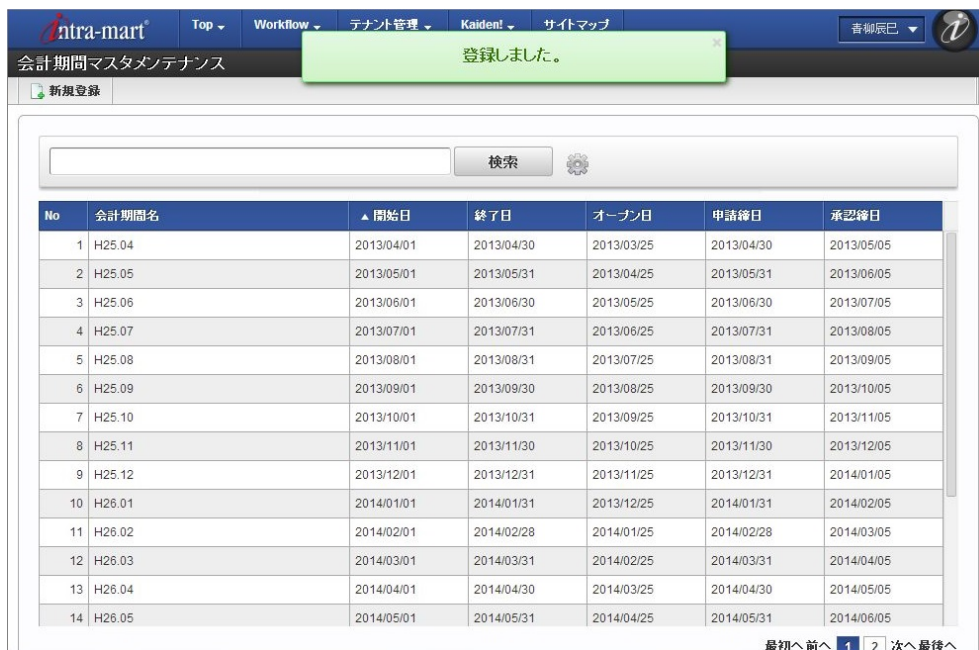 intra-mart Top Workflow テナント管理 Kaiden! サイトマップ 青柳辰巳
会計期間マスタメンテナンス 登録しました。 ×
新規登録
検索
No 会計期間名 ▲ 開始日 終了日 オープン日 申請締日 承認締日
1 H25.04 2013/04/01 2013/04/30 2013/03/25 2013/04/30 2013/05/05
2 H25.05 2013/05/01 2013/05/31 2013/04/25 2013/05/31 2013/06/05
3 H25.06 2013/06/01 2013/06/30 2013/05/25 2013/06/30 2013/07/05
4 H25.07 2013/07/01 2013/07/31 2013/06/25 2013/07/31 2013/08/05
5 H25.08 2013/08/01 2013/08/31 2013/07/25 2013/08/31 2013/09/05
6 H25.09 2013/09/01 2013/09/30 2013/08/25 2013/09/30 2013/10/05
7 H25.10 2013/10/01 2013/10/31 2013/09/25 2013/10/31 2013/11/05
8 H25.11 2013/11/01 2013/11/30 2013/10/25 2013/11/30 2013/12/05
9 H25.12 2013/12/01 2013/12/31 2013/11/25 2013/12/31 2014/01/05
10 H26.01 2014/01/01 2014/01/31 2013/12/25 2014/01/31 2014/02/05
11 H26.02 2014/02/01 2014/02/28 2014/01/25 2014/02/28 2014/03/05
12 H26.03 2014/03/01 2014/03/31 2014/02/25 2014/03/31 2014/04/05
13 H26.04 2014/04/01 2014/04/30 2014/03/25 2014/04/30 2014/05/05
14 H26.05 2014/05/01 2014/05/31 2014/04/25 2014/05/31 2014/06/05
最初へ 前へ 1 2 次へ 最後へ